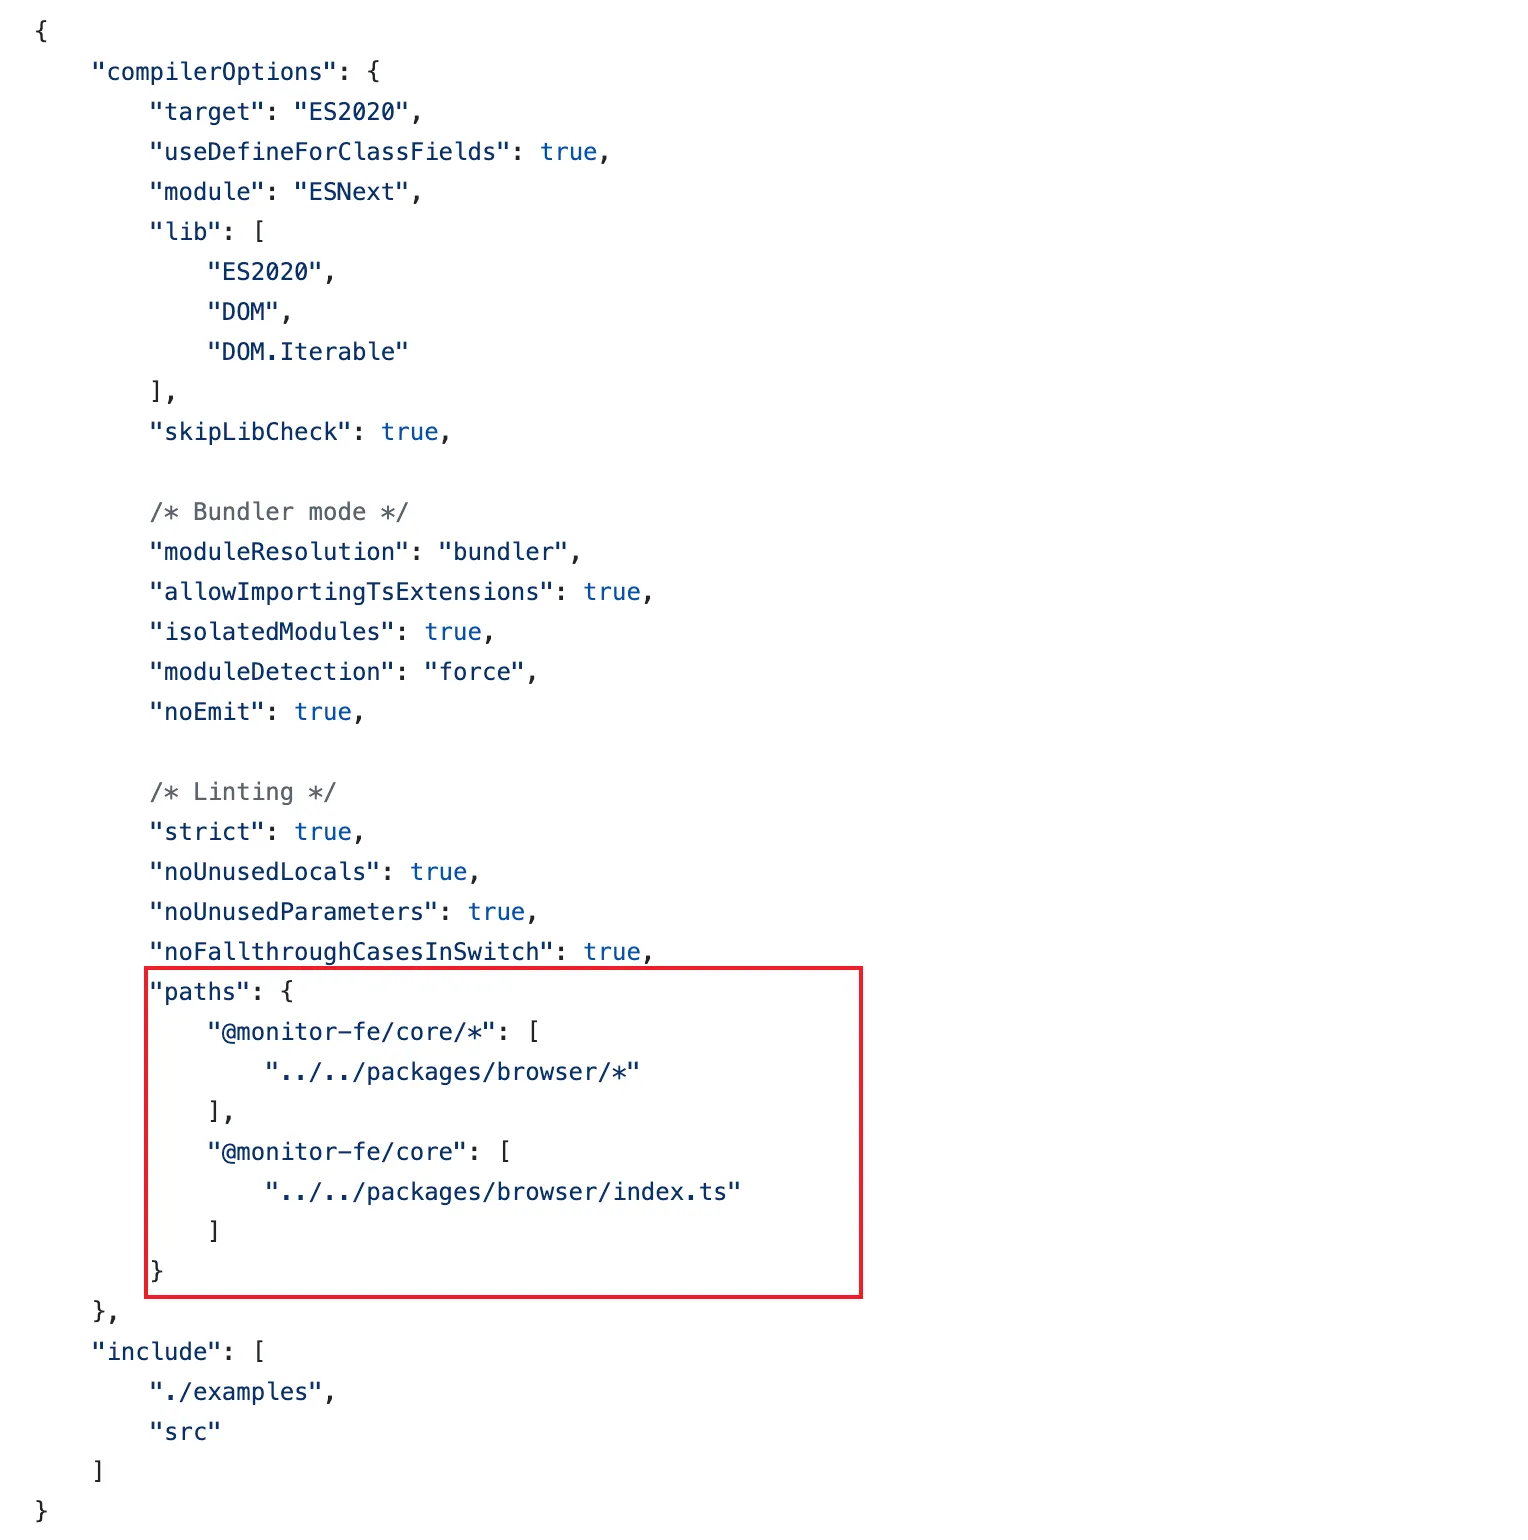 {
    "compilerOptions": {
        "target": "ES2020",
        "useDefineForClassFields": true,
        "module": "ESNext",
        "lib": [
            "ES2020",
            "DOM",
            "DOM.Iterable"
        ],
        "skipLibCheck": true,

        /* Bundler mode */
        "moduleResolution": "bundler",
        "allowImportingTsExtensions": true,
        "isolatedModules": true,
        "moduleDetection": "force",
        "noEmit": true,

        /* Linting */
        "strict": true,
        "noUnusedLocals": true,
        "noUnusedParameters": true,
        "noFallthroughCasesInSwitch": true,
        "paths": {
            "@monitor-fe/core/*": [
                "../../packages/browser/*"
            ],
            "@monitor-fe/core": [
                "../../packages/browser/index.ts"
            ]
        }
    },
    "include": [
        "./examples",
        "src"
    ]
}